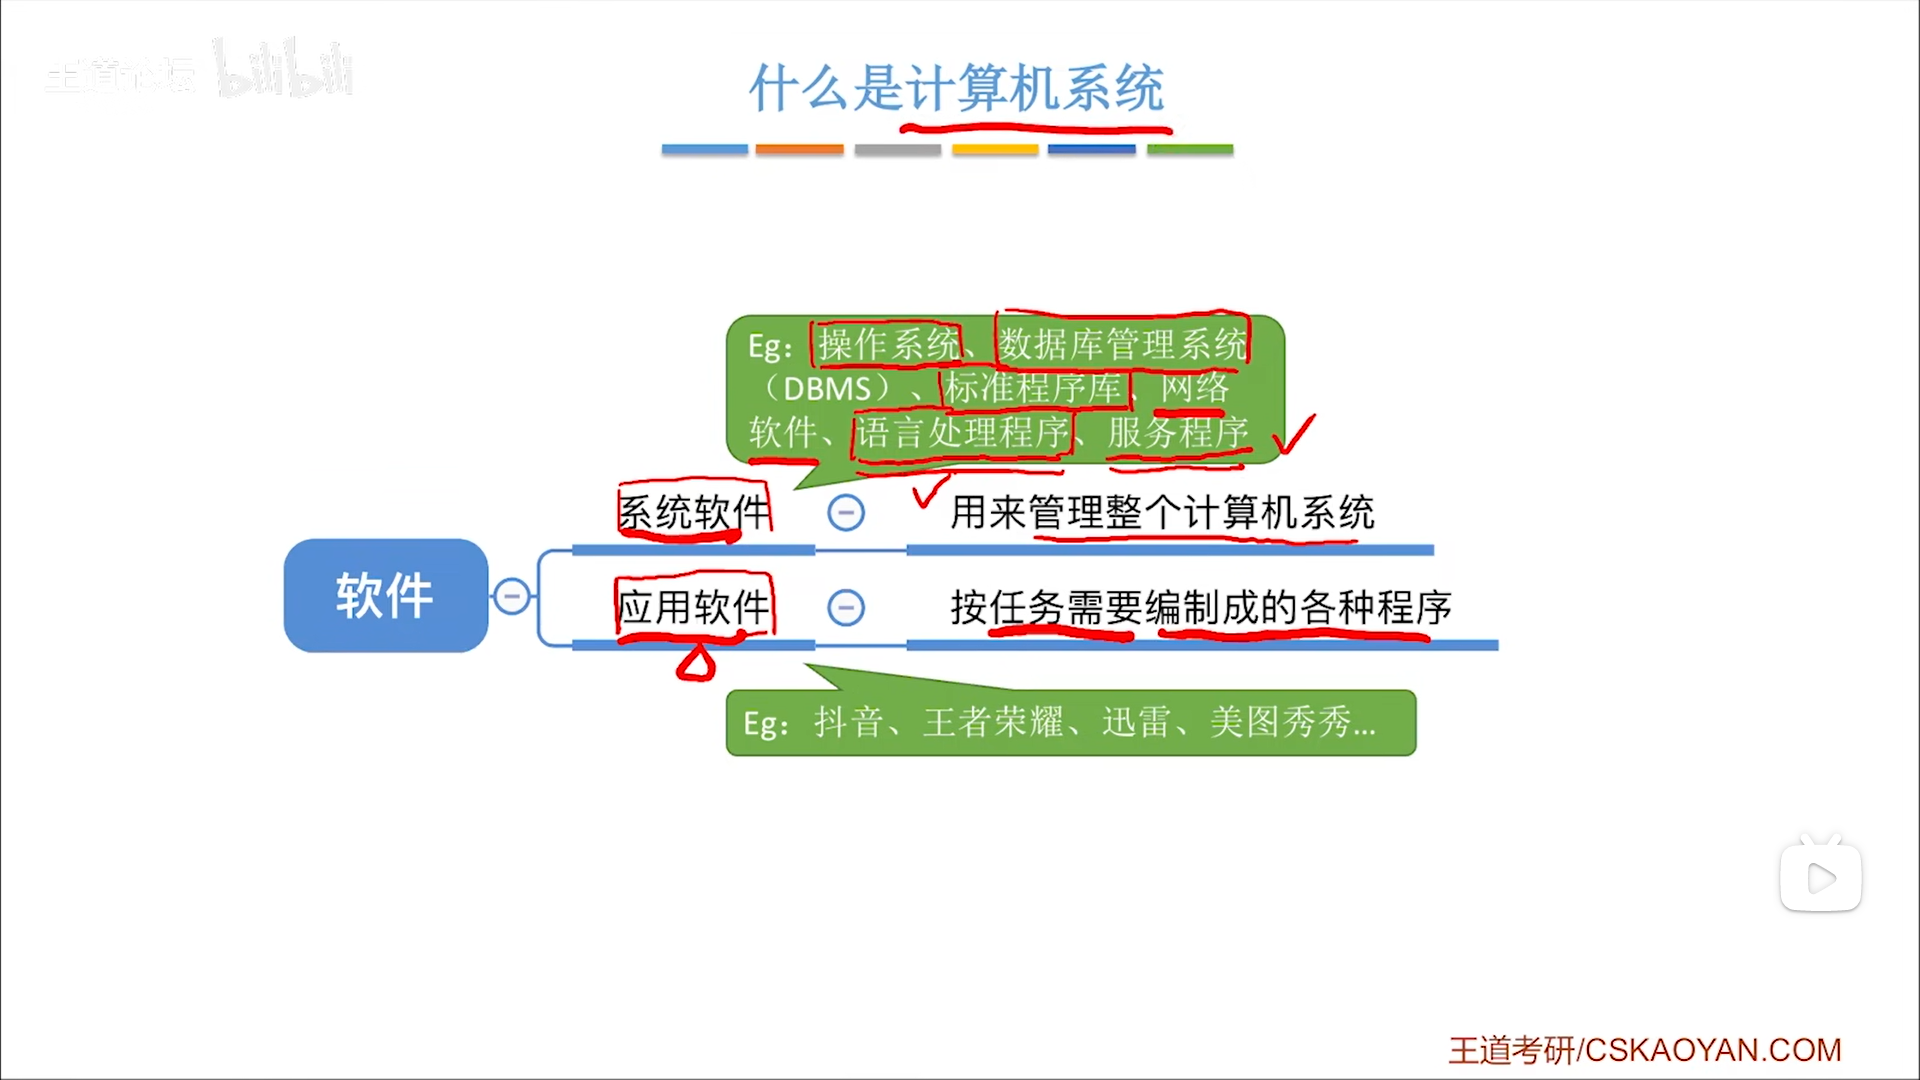 王道论坛 bilibili
什么是计算机系统
Eg：操作系统、数据库管理系统
（DBMS）、标准程序库、网络
软件、语言处理程序、服务程序
系统软件
用来管理整个计算机系统
软件
应用软件
按任务需要编制成的各种程序
Eg：抖音、王者荣耀、迅雷、美图秀秀...
王道考研/CSKAOYAN.COM